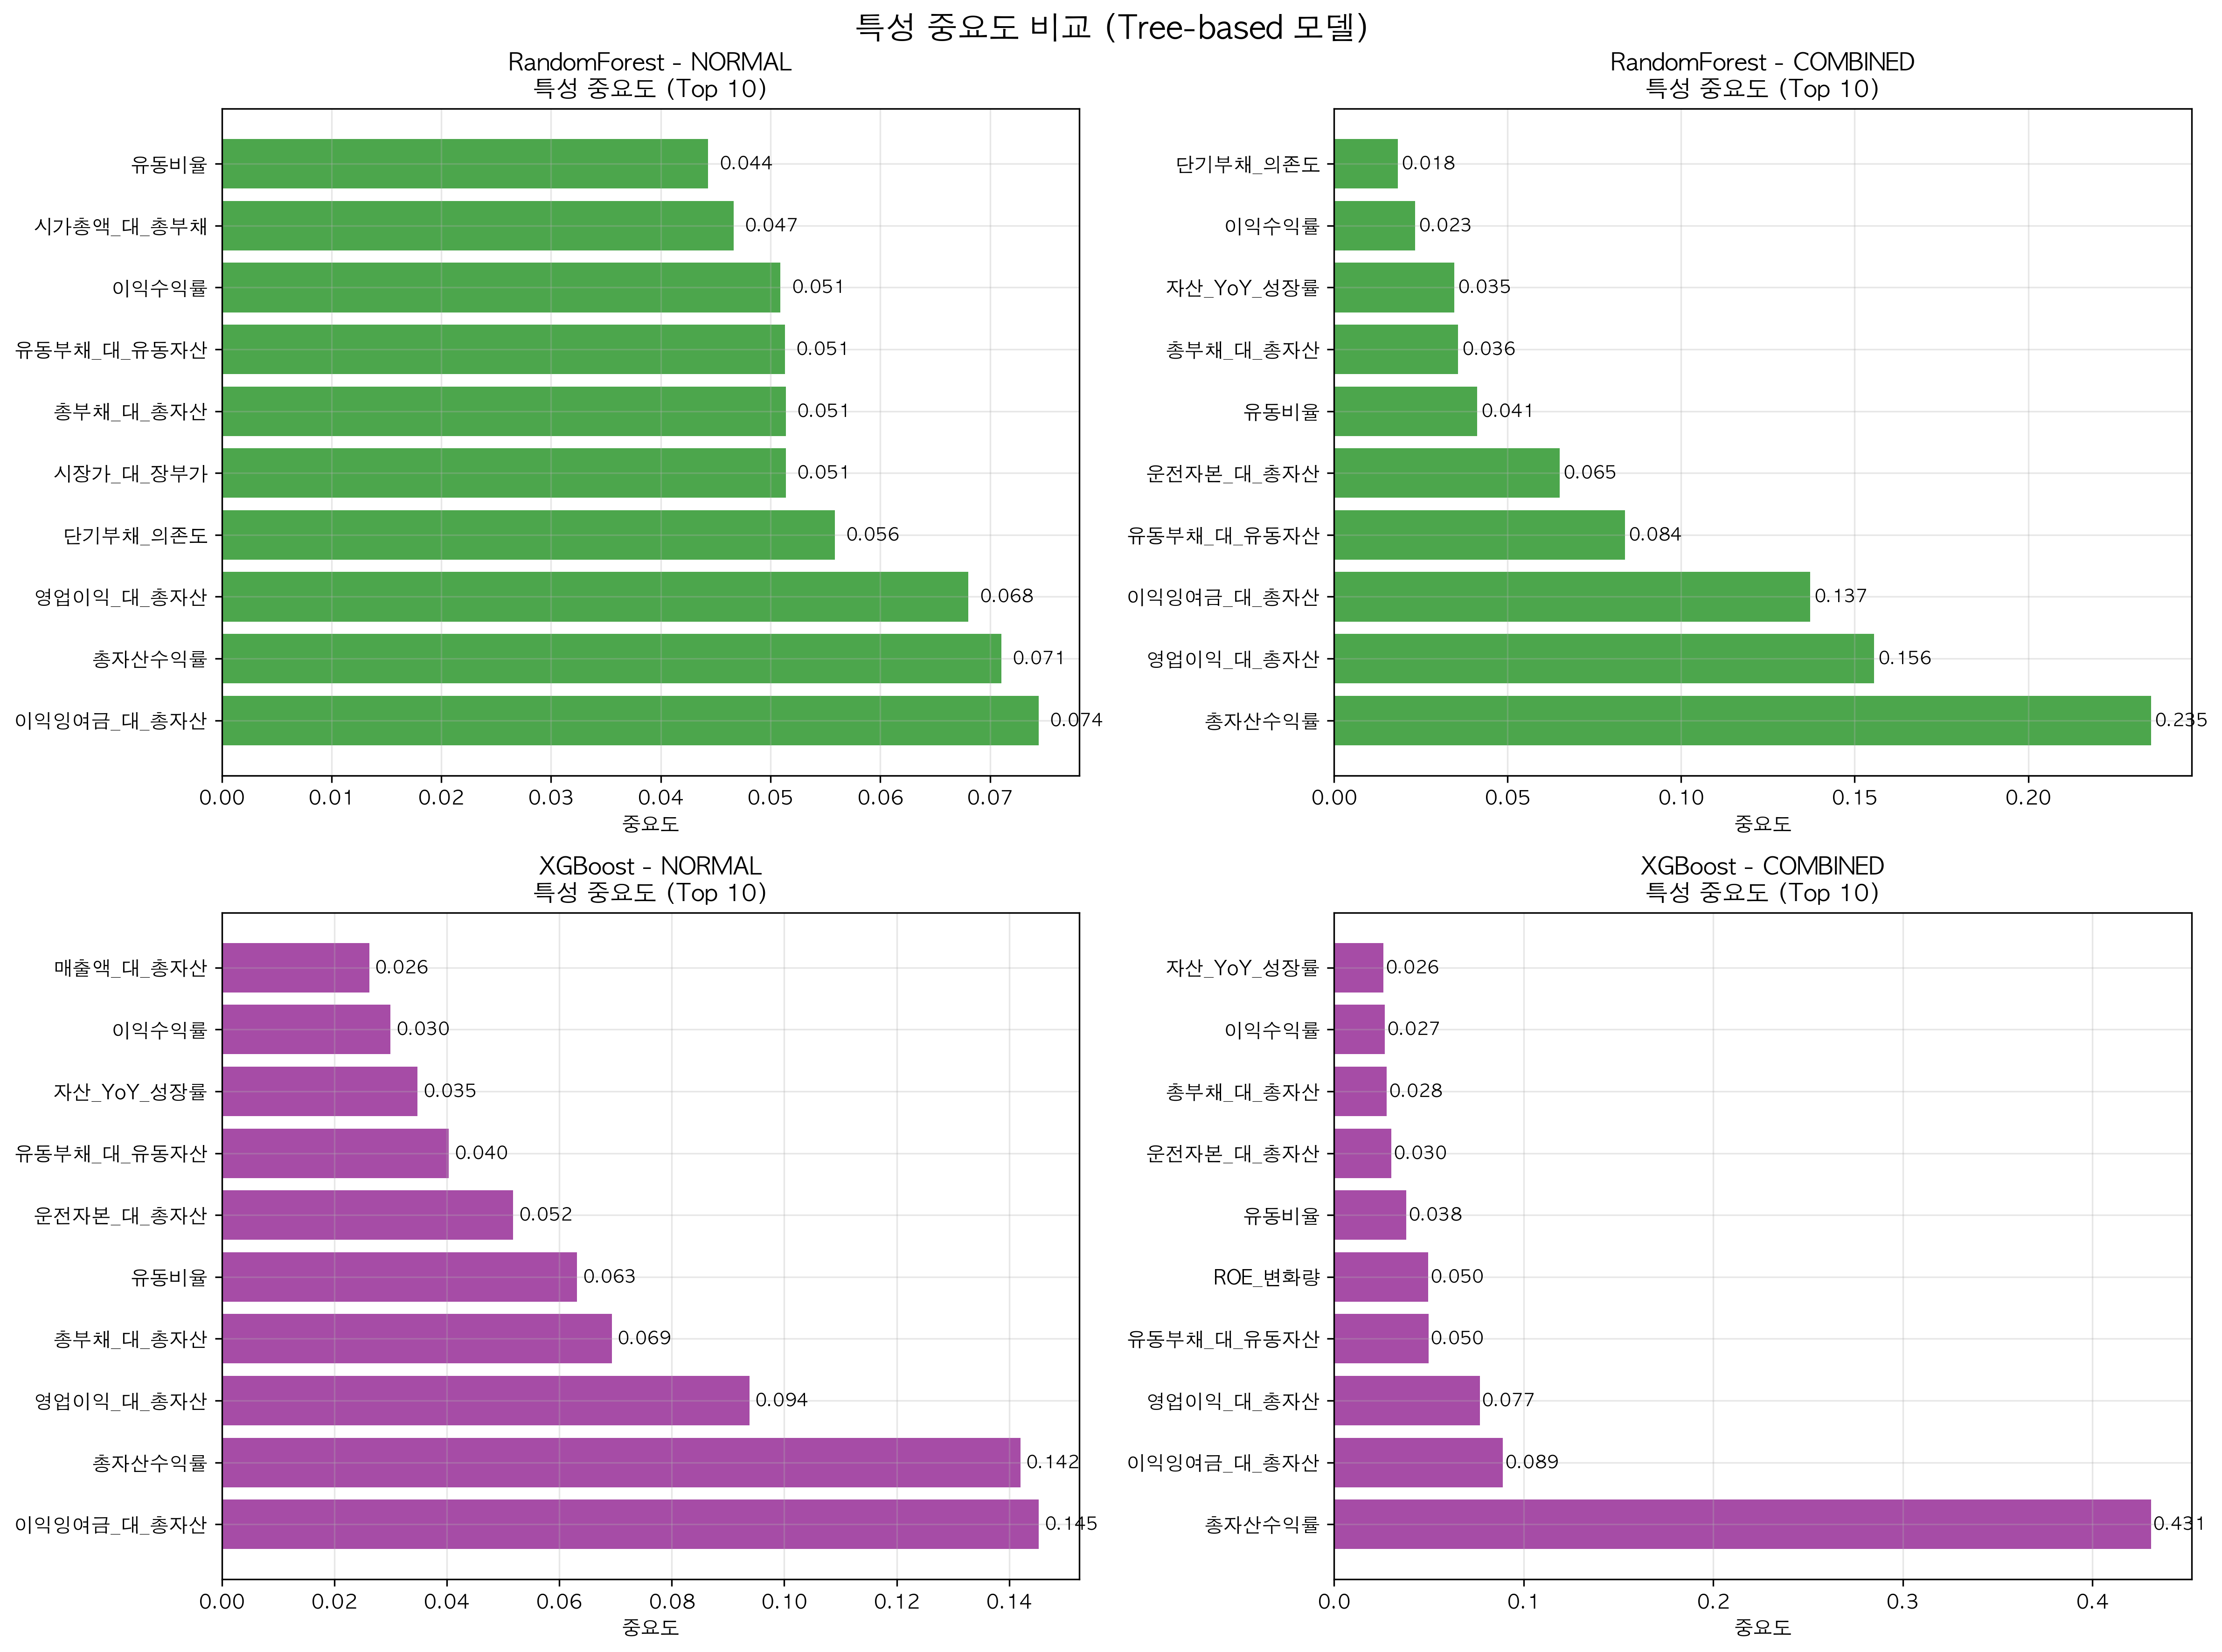 특성 중요도 비교 (Tree-based 모델)
RandomForest - NORMAL
특성 중요도 (Top 10)
유동비율 0.044
시가총액_대_총부채 0.047
이익수익률 0.051
유동부채_대_유동자산 0.051
총부채_대_총자산 0.051
시장가_대_장부가 0.051
단기부채_의존도 0.056
영업이익_대_총자산 0.068
총자산수익률 0.071
이익잉여금_대_총자산 0.074
0.00 0.01 0.02 0.03 0.04 0.05 0.06 0.07
중요도
RandomForest - COMBINED
특성 중요도 (Top 10)
단기부채_의존도 0.018
이익수익률 0.023
자산_YoY_성장률 0.035
총부채_대_총자산 0.036
유동비율 0.041
운전자본_대_총자산 0.065
유동부채_대_유동자산 0.084
이익잉여금_대_총자산 0.137
영업이익_대_총자산 0.156
총자산수익률 0.235
0.00 0.05 0.10 0.15 0.20
중요도
XGBoost - NORMAL
특성 중요도 (Top 10)
매출액_대_총자산 0.026
이익수익률 0.030
자산_YoY_성장률 0.035
유동부채_대_유동자산 0.040
운전자본_대_총자산 0.052
유동비율 0.063
총부채_대_총자산 0.069
영업이익_대_총자산 0.094
총자산수익률 0.142
이익잉여금_대_총자산 0.145
0.00 0.02 0.04 0.06 0.08 0.10 0.12 0.14
중요도
XGBoost - COMBINED
특성 중요도 (Top 10)
자산_YoY_성장률 0.026
이익수익률 0.027
총부채_대_총자산 0.028
운전자본_대_총자산 0.030
유동비율 0.038
ROE_변화량 0.050
유동부채_대_유동자산 0.050
영업이익_대_총자산 0.077
이익잉여금_대_총자산 0.089
총자산수익률 0.431
0.0 0.1 0.2 0.3 0.4
중요도